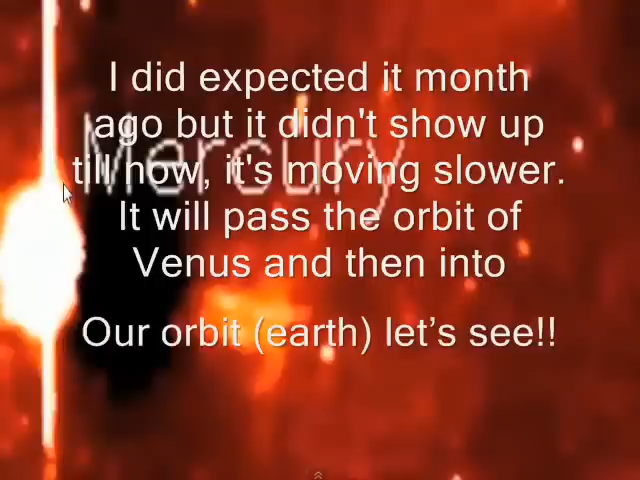 I did expected it month
ago but it didn't show up
till now, it's moving slower.
It will pass the orbit of
Venus and then into
Our orbit (earth) let’s see!!
Mercury